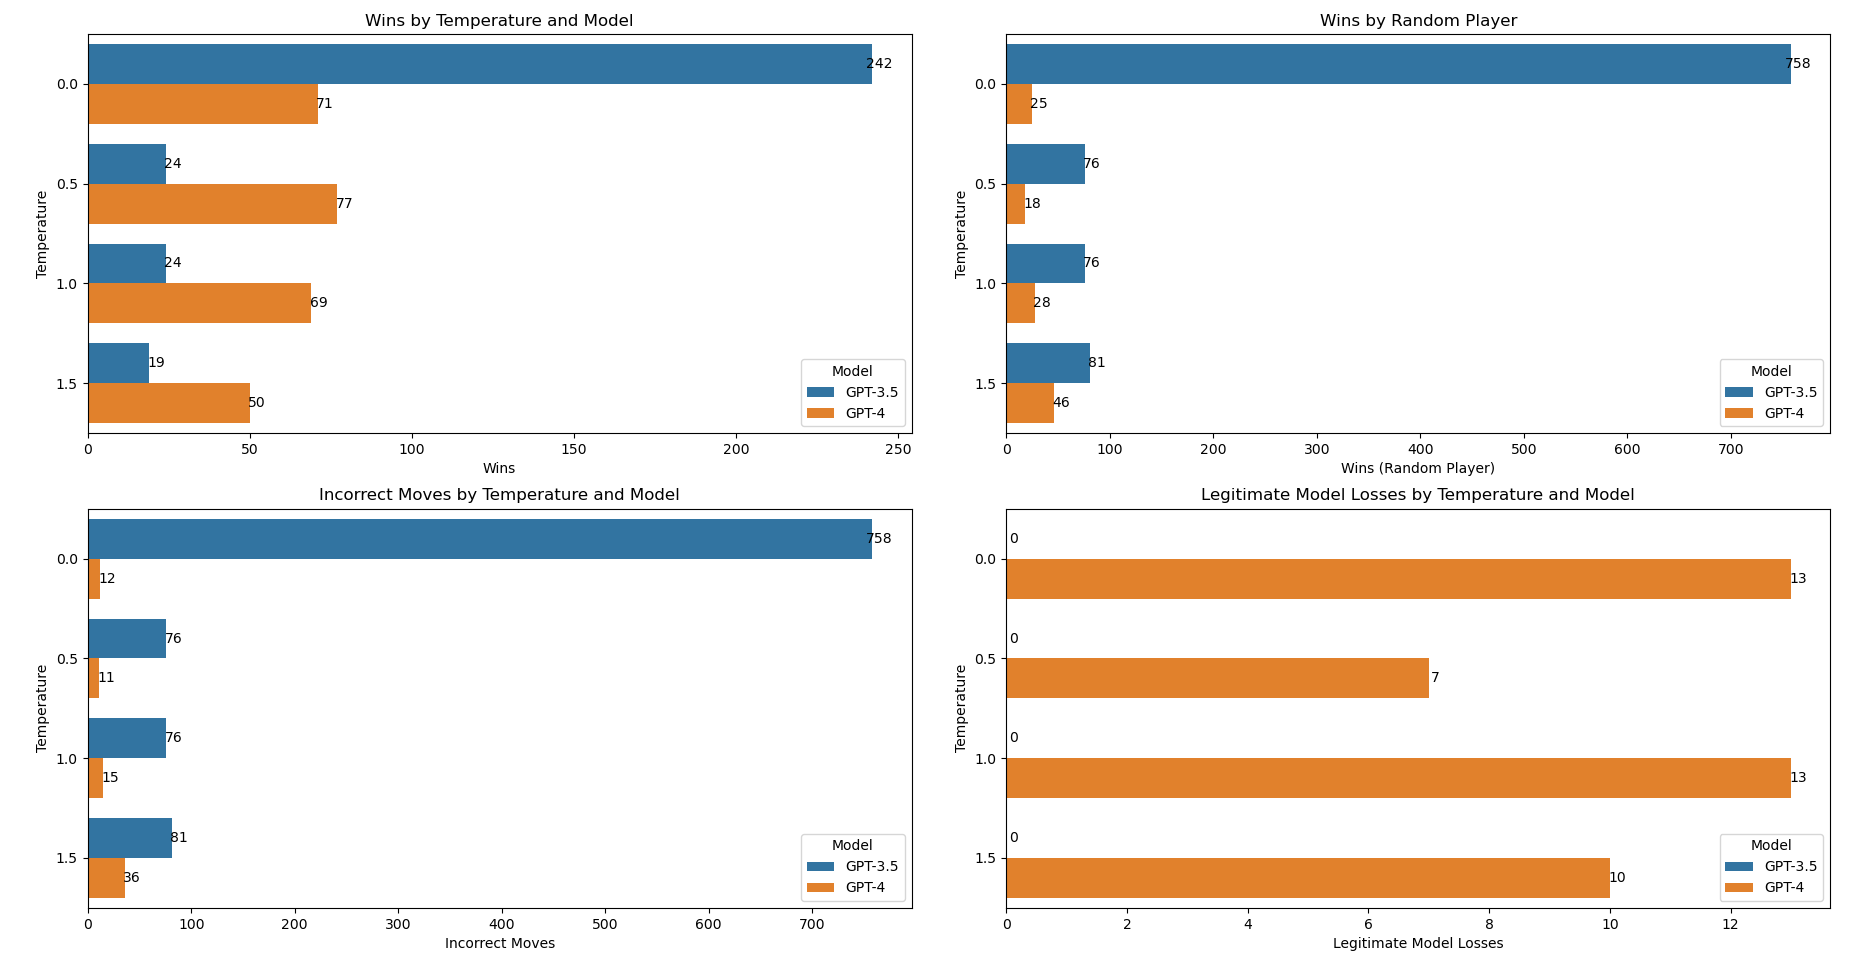 Wins by Temperature and Model
0.0
0.5
1.0
1.5
Temperature
242
71
24
77
24
69
19
50
Model
GPT-3.5
GPT-4
0 50 100 150 200 250
Wins
Wins by Random Player
0.0
0.5
1.0
1.5
Temperature
758
25
76
18
76
28
81
46
Model
GPT-3.5
GPT-4
0 100 200 300 400 500 600 700
Wins (Random Player)
Incorrect Moves by Temperature and Model
0.0
0.5
1.0
1.5
Temperature
758
12
76
11
76
15
81
36
Model
GPT-3.5
GPT-4
0 100 200 300 400 500 600 700
Incorrect Moves
Legitimate Model Losses by Temperature and Model
0.0
0.5
1.0
1.5
Temperature
0
13
0
7
0
13
0
10
Model
GPT-3.5
GPT-4
0 2 4 6 8 10 12
Legitimate Model Losses